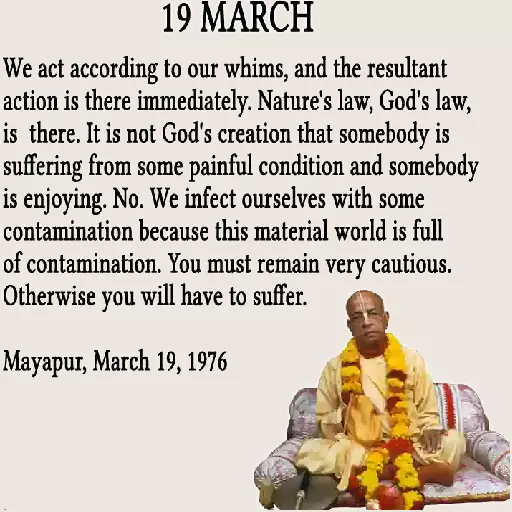 19 MARCH
We act according to our whims, and the resultant
action is there immediately. Nature's law, God's law,
is there. It is not God's creation that somebody is
suffering from some painful condition and somebody
is enjoying. No. We infect ourselves with some
contamination because this material world is full
of contamination. You must remain very cautious.
Otherwise you will have to suffer.
Mayapur, March 19, 1976